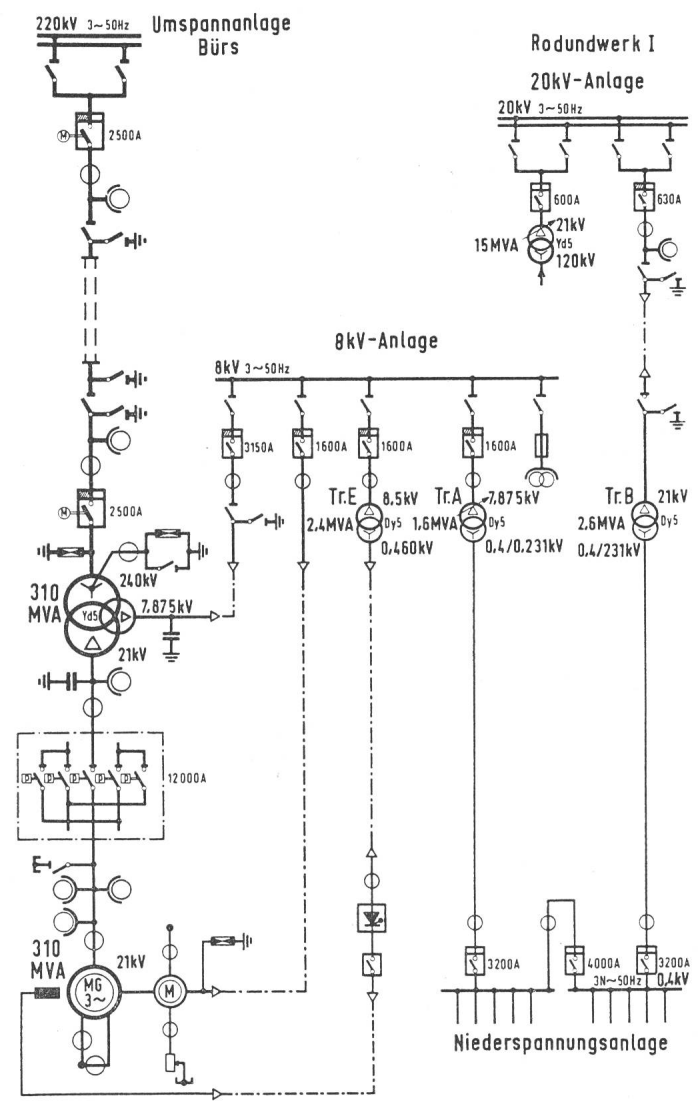 220kV 3~50Hz
Umspannanlage
Bürs
M
2500A
Rodundwerk I
20kV-Anlage
20kV 3~50Hz
600A
630A
21kV
15MVA
Yd5
120kV
8kV-Anlage
8kV 3~50Hz
3150A
1600A
1600A
1600A
M
2500A
Tr.E
8.5kV
2,4MVA
Dy5
0,460kV
Tr.A
7,875kV
1,6MVA
Dy5
0,4/0,231kV
Tr.B
21kV
2,6MVA
Dy5
0,4/231kV
310
MVA
240kV
Yd5
7,875kV
21kV
12000A
310
MVA
21kV
MG
3~
M
3200A
4000A
3200A
3N~50Hz
0,4kV
Niederspannungsanlage